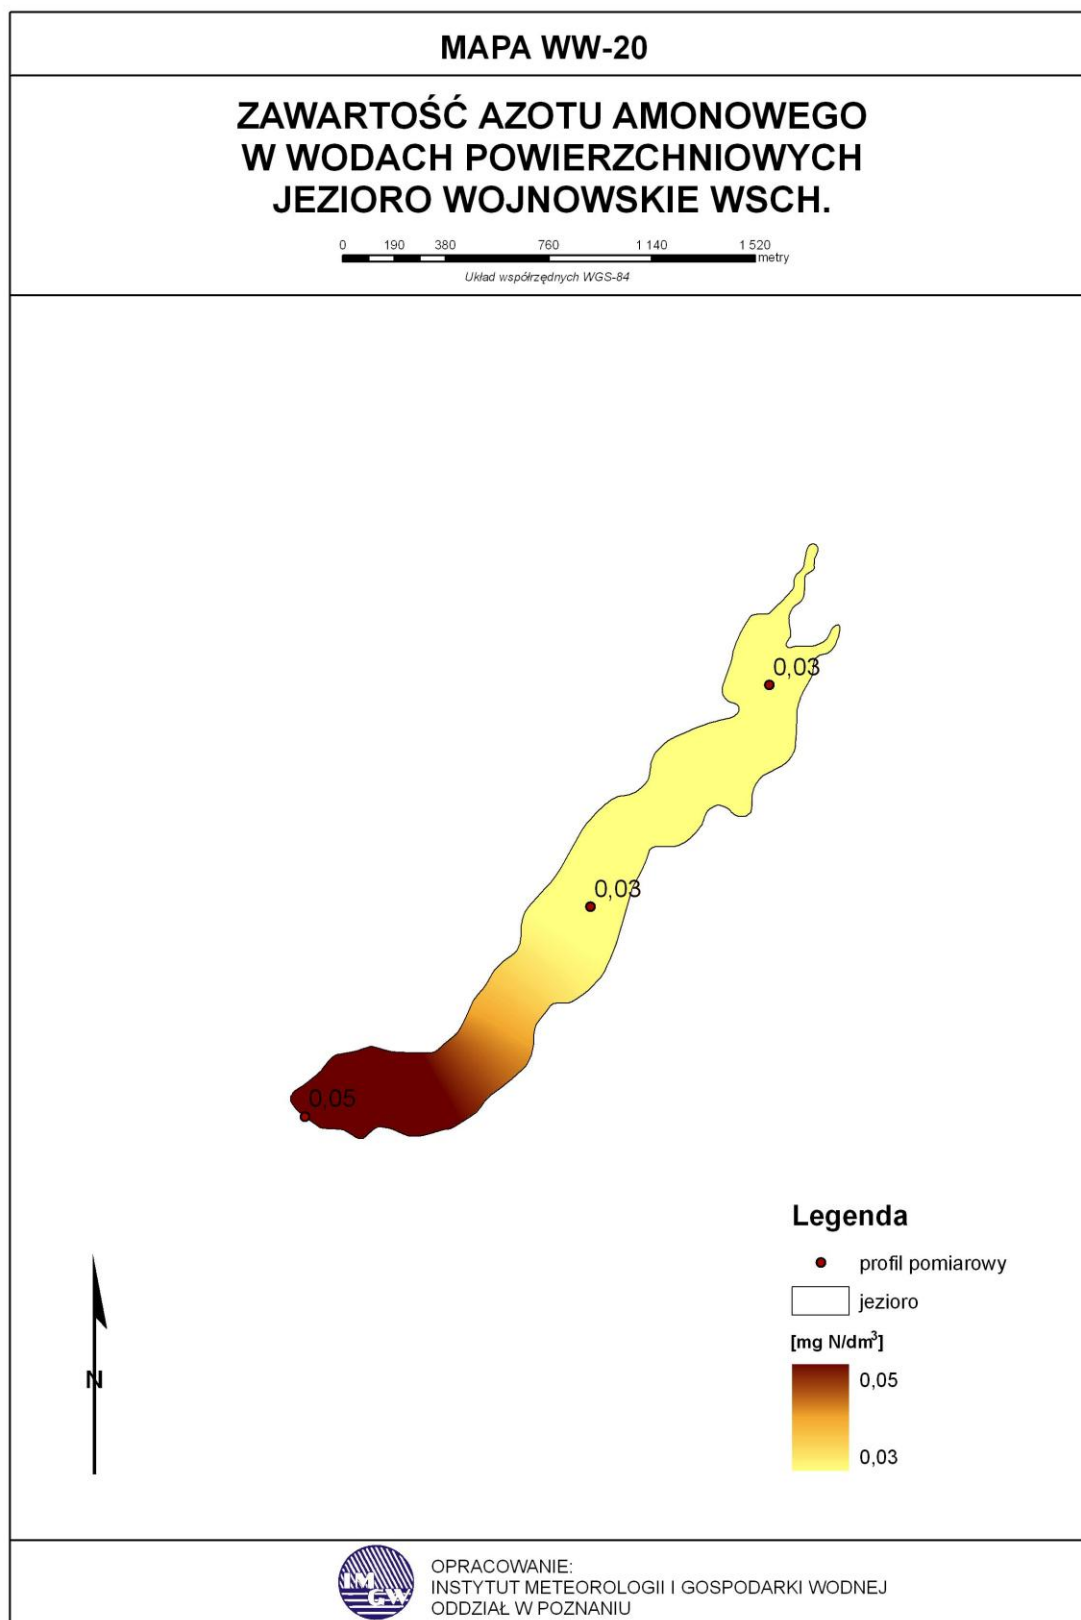 MAPA WW-20
ZAWARTOŚĆ AZOTU AMONOWEGO
W WODACH POWIERZCHNIOWYCH
JEZIORO WOJNOWSKIE WSCH.
0 190 380 760 1 140 1 520
metry
Układ współrzędnych WGS-84
0,03
0,03
0,05
Legenda
profil pomiarowy
jezioro
[mg N/dm³]
0,05
0,03
N
IM
GW
OPRACOWANIE:
INSTYTUT METEOROLOGII I GOSPODARKI WODNEJ
ODDZIAŁ W POZNANIU